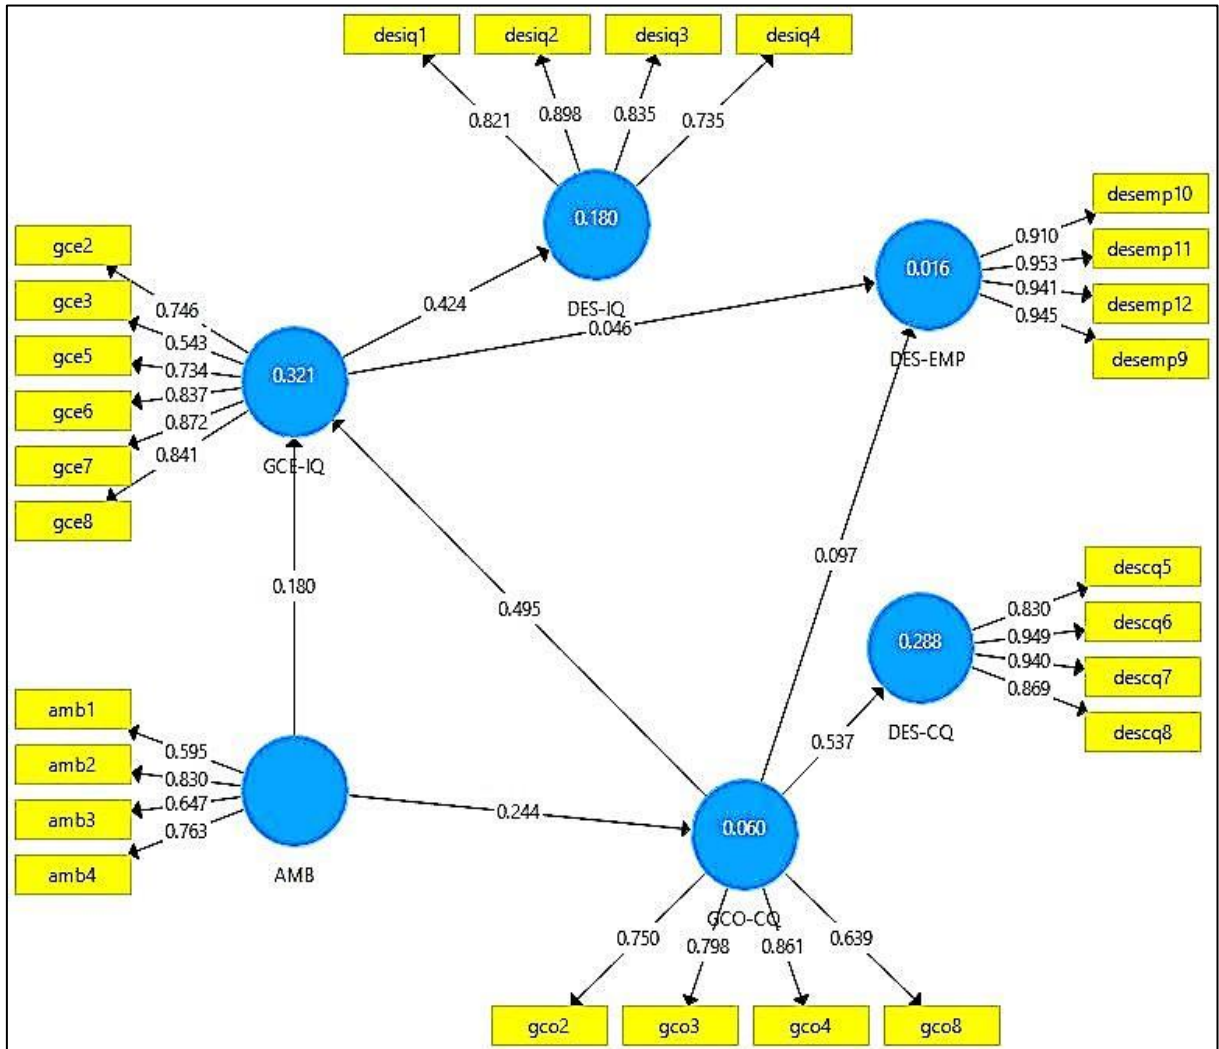 desiq1 desiq2 desiq3 desiq4
0.821 0.898 0.835 0.735
0.180
DES-IQ
desemp10
desemp11
desemp12
desemp9
0.910
0.953
0.941
0.945
0.016
DES-EMP
gce2
gce3
gce5
gce6
gce7
gce8
0.746
0.543
0.734
0.837
0.872
0.841
0.321
GCE-IQ
0.424
0.046
0.180
0.495
0.097
descq5
descq6
descq7
descq8
0.830
0.949
0.940
0.869
0.288
DES-CQ
0.537
amb1
amb2
amb3
amb4
0.595
0.830
0.647
0.763
AMB
0.244
0.060
GCO-CQ
0.750 0.798 0.861 0.639
gco2 gco3 gco4 gco8